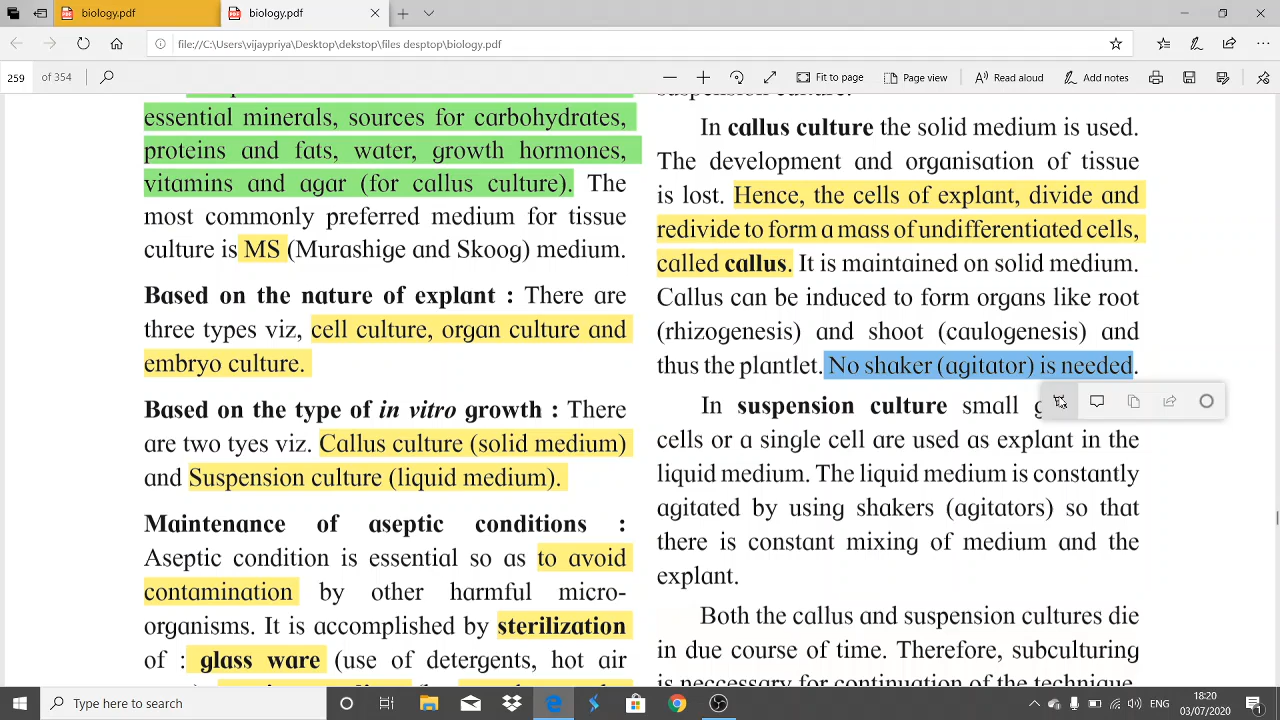 biology.pdf
biology.pdf
file://C:\Users\vijaypriya\Desktop\dekstop\files desptop\biology.pdf
259 of 354
Fit to page
Page view
Read aloud
Add notes
essential minerals, sources for carbohydrates,
proteins and fats, water, growth hormones,
vitamins and agar (for callus culture). The
most commonly preferred medium for tissue
culture is MS (Murashige and Skoog) medium.
Based on the nature of explant : There are
three types viz, cell culture, organ culture and
embryo culture.
Based on the type of in vitro growth : There
are two tyes viz. Callus culture (solid medium)
and Suspension culture (liquid medium).
Maintenance of aseptic conditions :
Aseptic condition is essential so as to avoid
contamination by other harmful micro-
organisms. It is accomplished by sterilization
of : glass ware (use of detergents, hot air
suspension culture.
In callus culture the solid medium is used.
The development and organisation of tissue
is lost. Hence, the cells of explant, divide and
redivide to form a mass of undifferentiated cells,
called callus. It is maintained on solid medium.
Callus can be induced to form organs like root
(rhizogenesis) and shoot (caulogenesis) and
thus the plantlet. No shaker (agitator) is needed.
In suspension culture small
cells or a single cell are used as explant in the
liquid medium. The liquid medium is constantly
agitated by using shakers (agitators) so that
there is constant mixing of medium and the
explant.
Both the callus and suspension cultures die
in due course of time. Therefore, subculturing
is neccessary for continuation of the technique.
Type here to search
ENG
18:20
03/07/2020